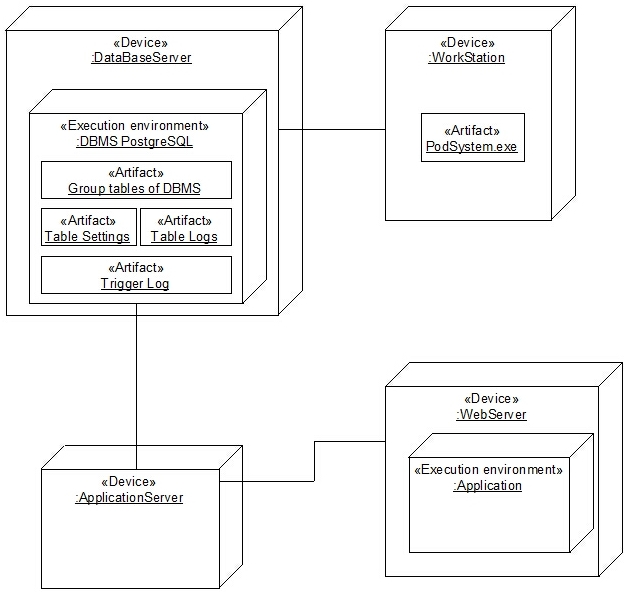 «Device»
:DataBaseServer
«Execution environment»
:DBMS PostgreSQL
«Artifact»
Group tables of DBMS
«Artifact»
Table Settings
«Artifact»
Table Logs
«Artifact»
Trigger Log
«Device»
:WorkStation
«Artifact»
PodSystem.exe
«Device»
:ApplicationServer
«Device»
:WebServer
«Execution environment»
:Application